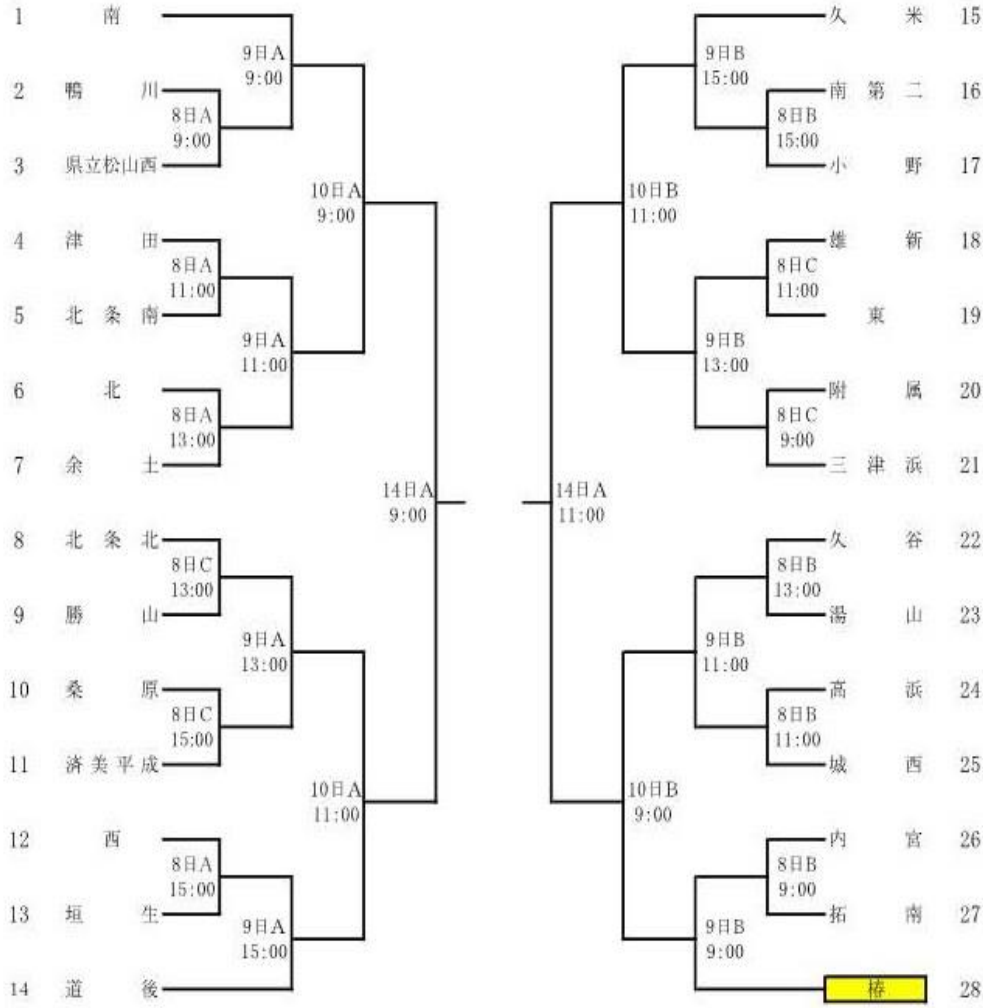 1 南
9日A
9:00
2 鴨川
8日A
9:00
3 県立松山西
10日A
9:00
4 津田
8日A
11:00
5 北条南
9日A
11:00
6 北
8日A
13:00
7 余土
14日A
9:00
8 北条北
8日C
13:00
9 勝山
9日A
13:00
10 桑原
8日C
15:00
11 済美平成
10日A
11:00
12 西
8日A
15:00
13 垣生
9日A
15:00
14 道後
久米 15
9日B
15:00
南第二 16
8日B
15:00
小野 17
10日B
11:00
雄新 18
8日C
11:00
東 19
9日B
13:00
附属 20
8日C
9:00
三津浜 21
14日A
11:00
久谷 22
8日B
13:00
湯山 23
9日B
11:00
高浜 24
8日B
11:00
城西 25
10日B
9:00
内宮 26
8日B
9:00
拓南 27
9日B
9:00
椿 28